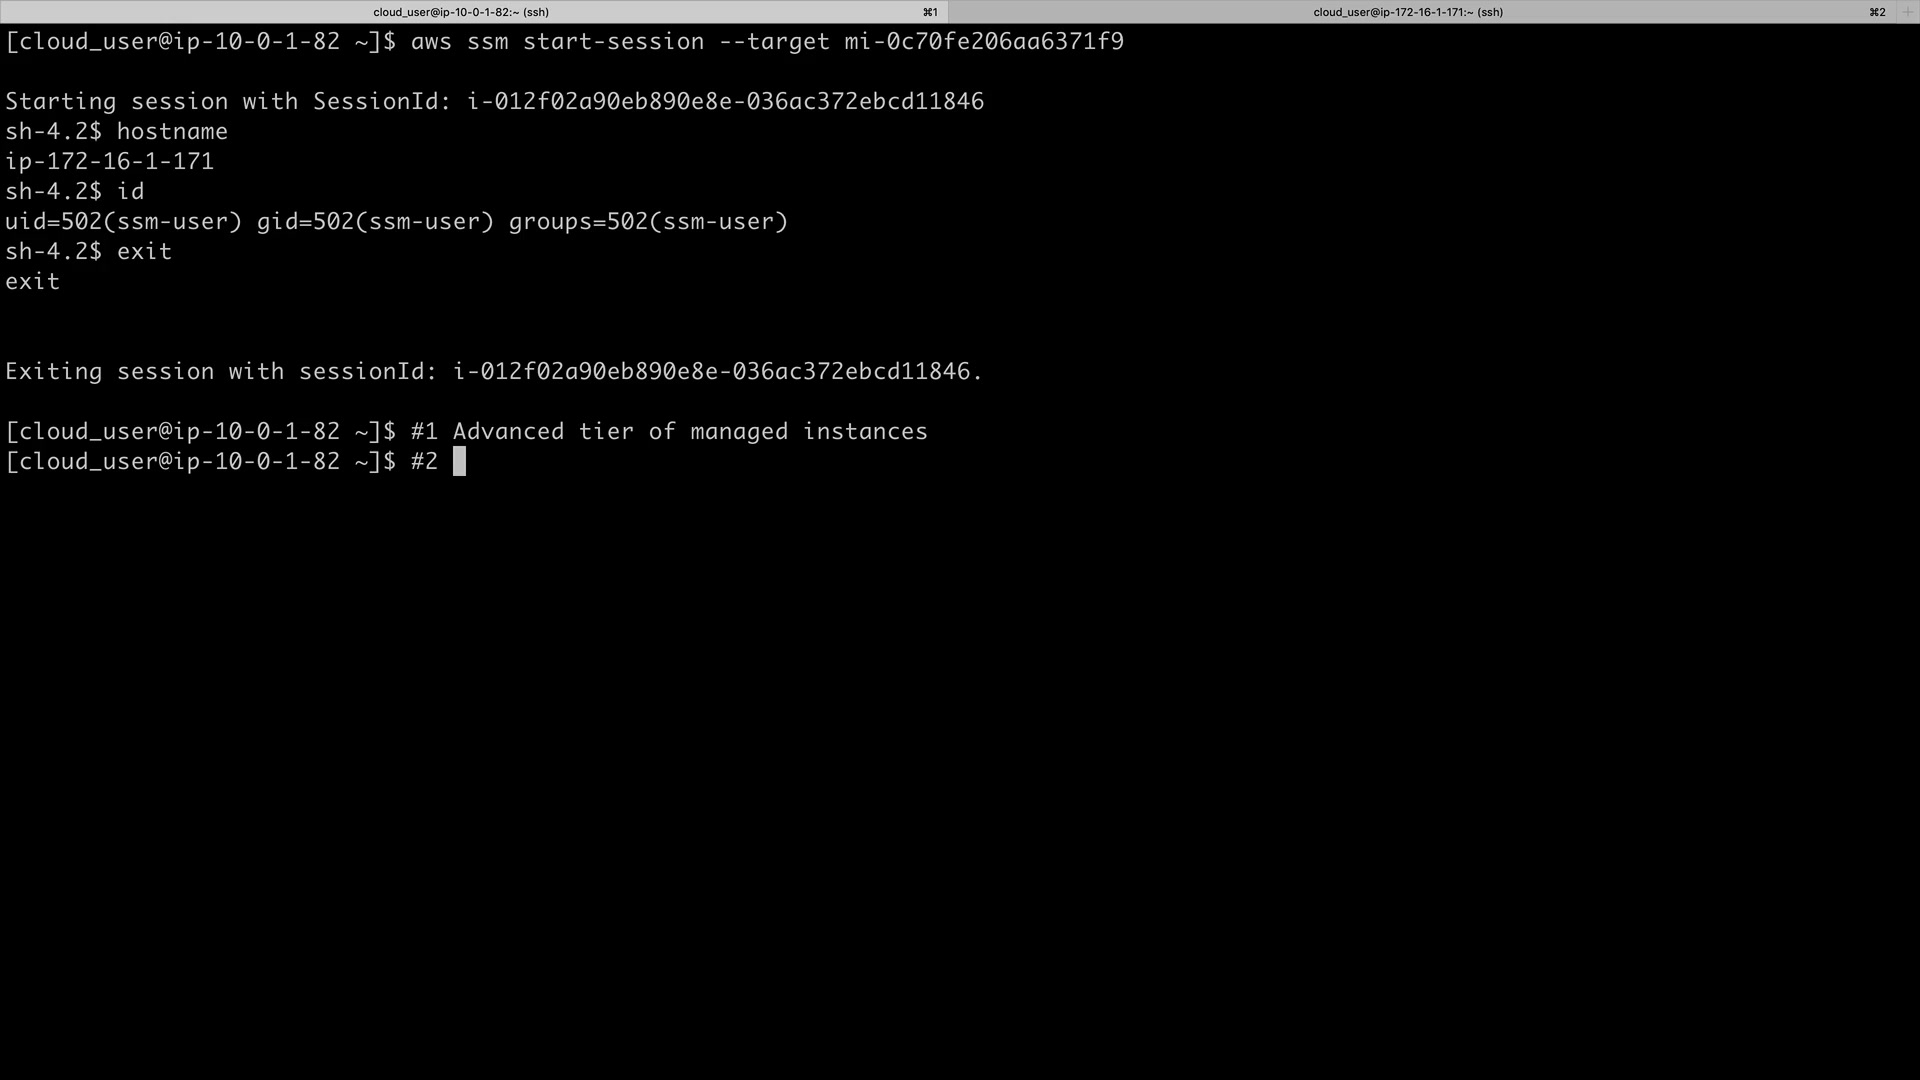 cloud_user@ip-10-0-1-82:~ (ssh) ⌘1 cloud_user@ip-172-16-1-171:~ (ssh) ⌘2 +
[cloud_user@ip-10-0-1-82 ~]$ aws ssm start-session --target mi-0c70fe206aa6371f9
Starting session with SessionId: i-012f02a90eb890e8e-036ac372ebcd11846
sh-4.2$ hostname
ip-172-16-1-171
sh-4.2$ id
uid=502(ssm-user) gid=502(ssm-user) groups=502(ssm-user)
sh-4.2$ exit
exit
Exiting session with sessionId: i-012f02a90eb890e8e-036ac372ebcd11846.
[cloud_user@ip-10-0-1-82 ~]$ #1 Advanced tier of managed instances
[cloud_user@ip-10-0-1-82 ~]$ #2